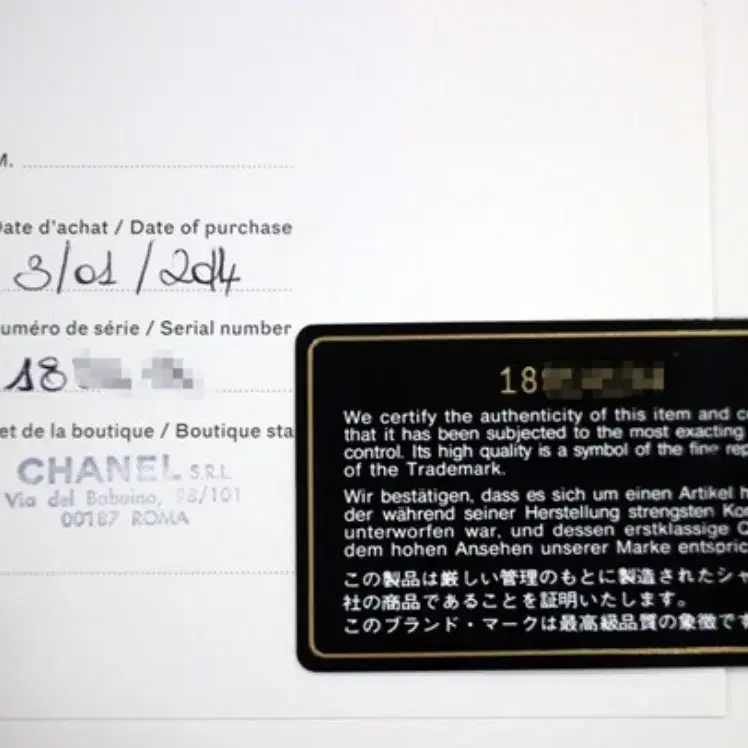 M.
Date d'achat / Date of purchase
3/01/2014
uméro de série / Serial number
18
et de la boutique / Boutique sta
CHANEL S.R.L
Via del Babuino, 98/101
00187 ROMA
18
We certify the authenticity of this item and c
that it has been subjected to the most exacting
control. Its high quality is a symbol of the fine rep
of the Trademark.
Wir bestätigen, dass es sich um einen Artikel h
der während seiner Herstellung strengsten Ko
unterworfen war, und dessen erstklassige
dem hohen Ansehen unserer Marke entspric
この製品は厳しい管理のもとに製造されたシャ
社の商品であることを証明いたします。
このブランド・マークは最高級品質の象徴です